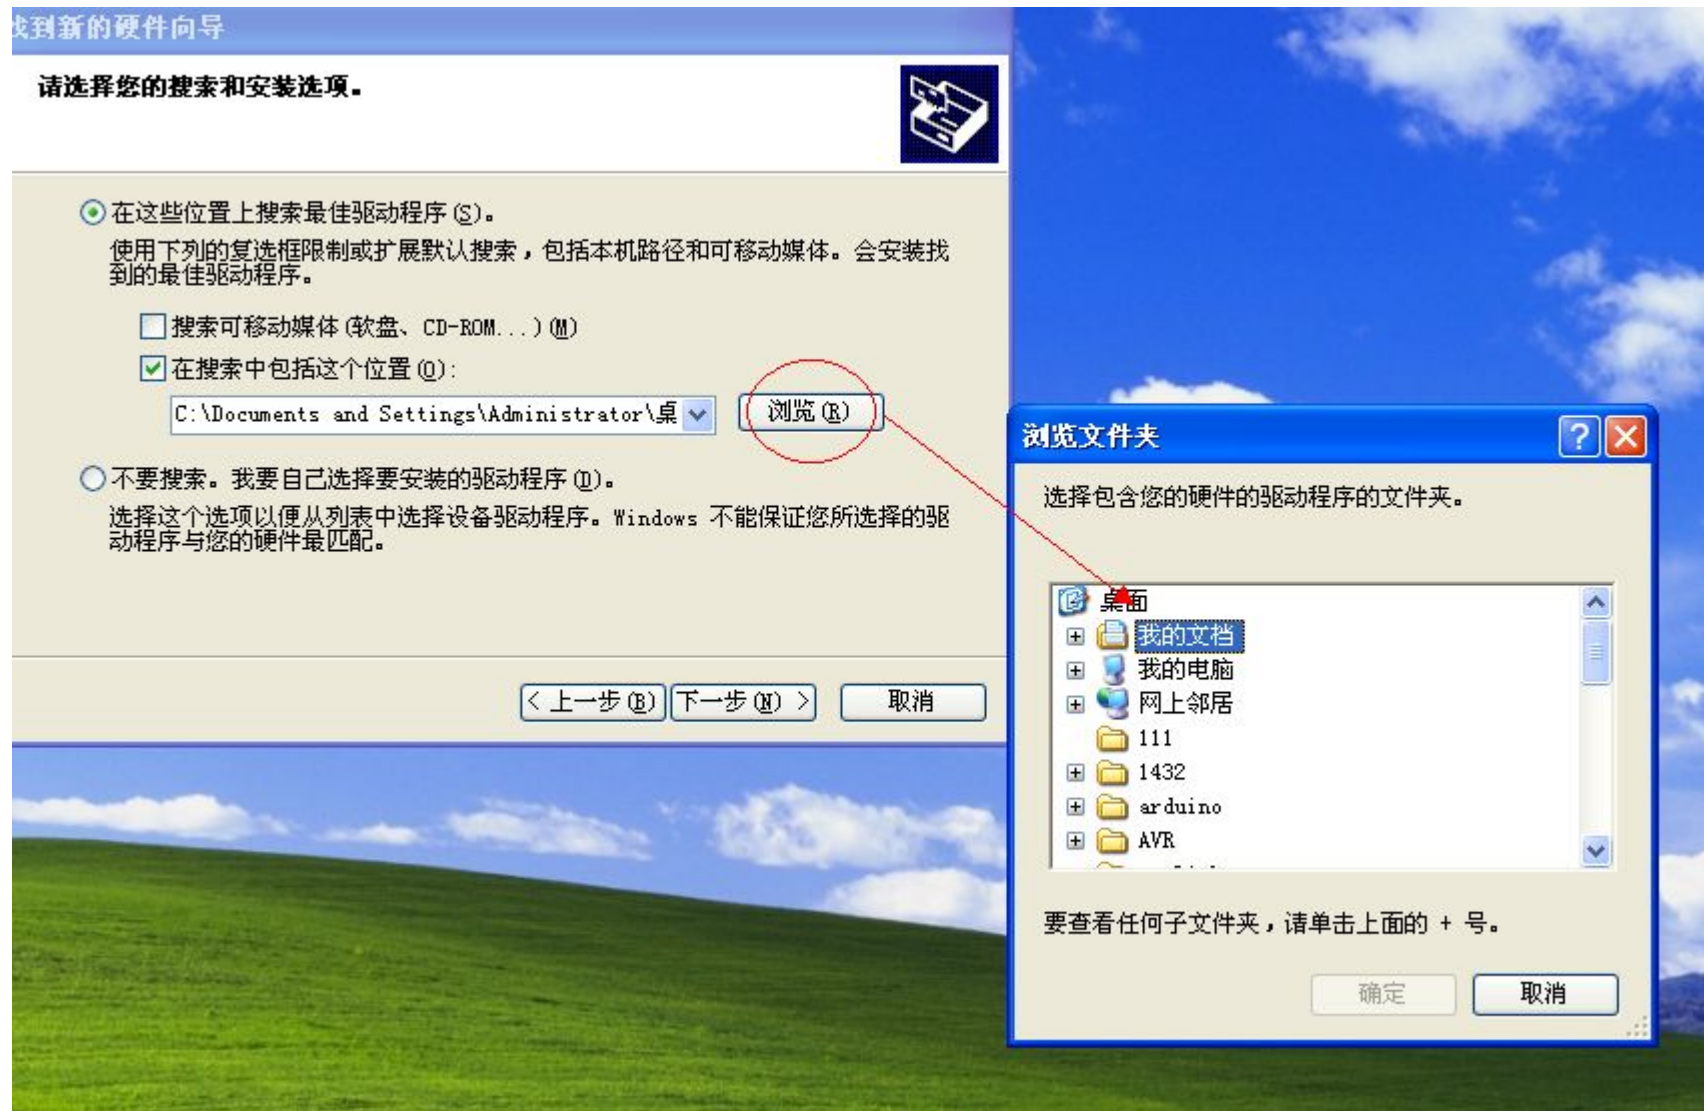 找到新的硬件向导
请选择您的搜索和安装选项。
在这些位置上搜索最佳驱动程序(S)。
使用下列的复选框限制或扩展默认搜索，包括本机路径和可移动媒体。会安装找
到的最佳驱动程序。
搜索可移动媒体(软盘、CD-ROM...)(M)
在搜索中包括这个位置(O):
C:\Documents and Settings\Administrator\桌
浏览(R)
不要搜索。我要自己选择要安装的驱动程序(D)。
选择这个选项以便从列表中选择设备驱动程序。Windows 不能保证您所选择的驱
动程序与您的硬件最匹配。
< 上一步(B)
下一步(N) >
取消
浏览文件夹
选择包含您的硬件的驱动程序的文件夹。
桌面
我的文档
我的电脑
网上邻居
111
1432
arduino
AVR
要查看任何子文件夹，请单击上面的 + 号。
确定
取消